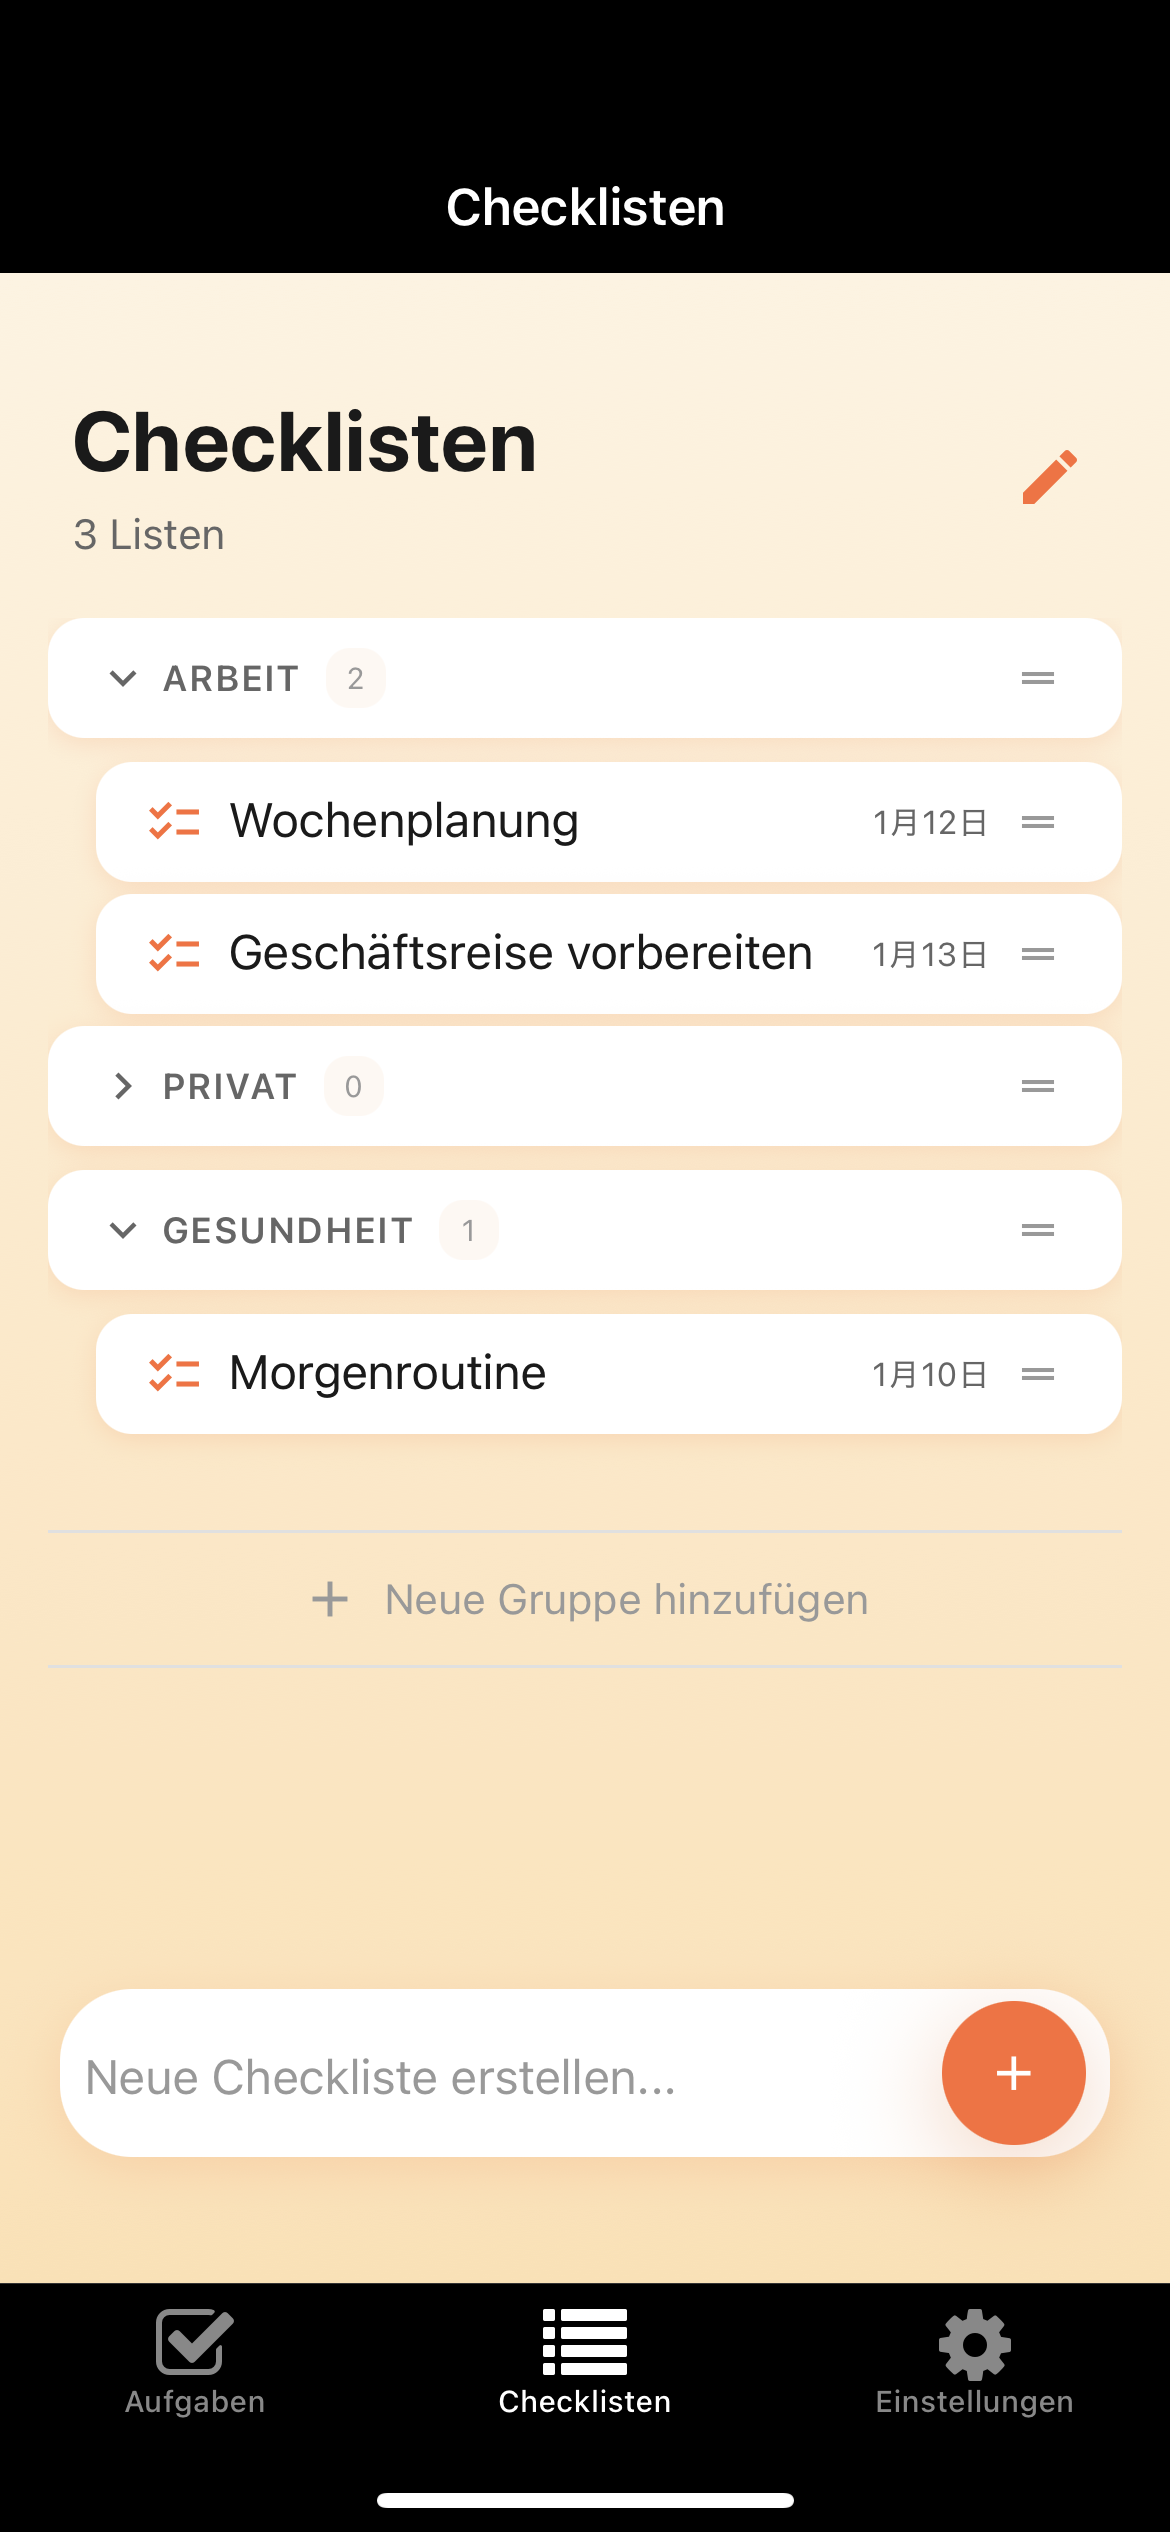 Checklisten
Checklisten
3 Listen
ARBEIT 2
Wochenplanung 1月12日
Geschäftsreise vorbereiten 1月13日
PRIVAT 0
GESUNDHEIT 1
Morgenroutine 1月10日
Neue Gruppe hinzufügen
Neue Checkliste erstellen...
Aufgaben Checklisten Einstellungen